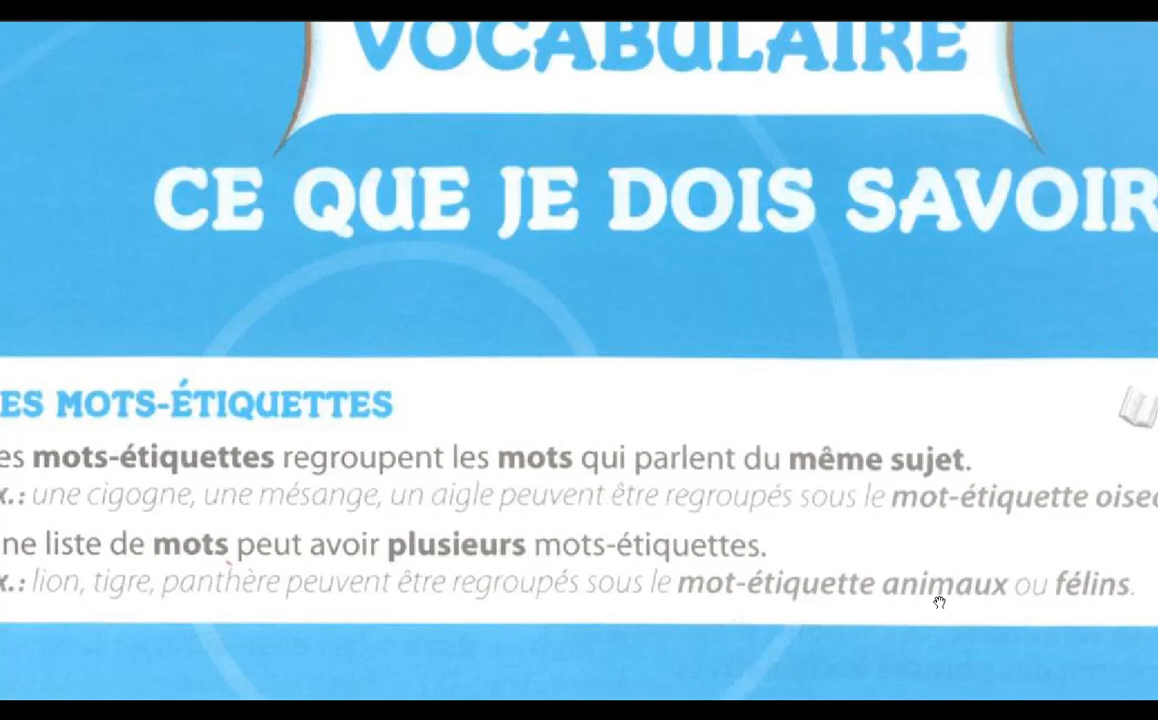 VOCABULAIRE
CE QUE JE DOIS SAVOIR
ES MOTS-ÉTIQUETTES
es mots-étiquettes regroupent les mots qui parlent du même sujet.
x.: une cigogne, une mésange, un aigle peuvent être regroupés sous le mot-étiquette
ne liste de mots peut avoir plusieurs mots-étiquettes.
x.: lion, tigre, panthère peuvent être regroupés sous le mot-étiquette animaux ou félins.